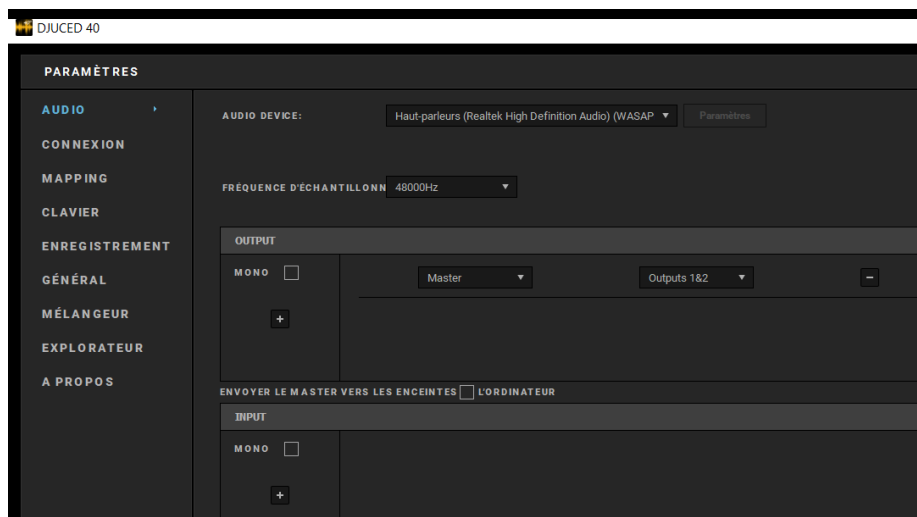 DJUCED 40
PARAMÈTRES
AUDIO
CONNEXION
MAPPING
CLAVIER
ENREGISTREMENT
GÉNÉRAL
MÉLANGEUR
EXPLORATEUR
A PROPOS
AUDIO DEVICE: Haut-parleurs (Realtek High Definition Audio) (WASAP Paramètres
FRÉQUENCE D'ÉCHANTILLONN 48000Hz
OUTPUT
MONO Master Outputs 1&2 −
+
ENVOYER LE MASTER VERS LES ENCEINTES L'ORDINATEUR
INPUT
MONO
+